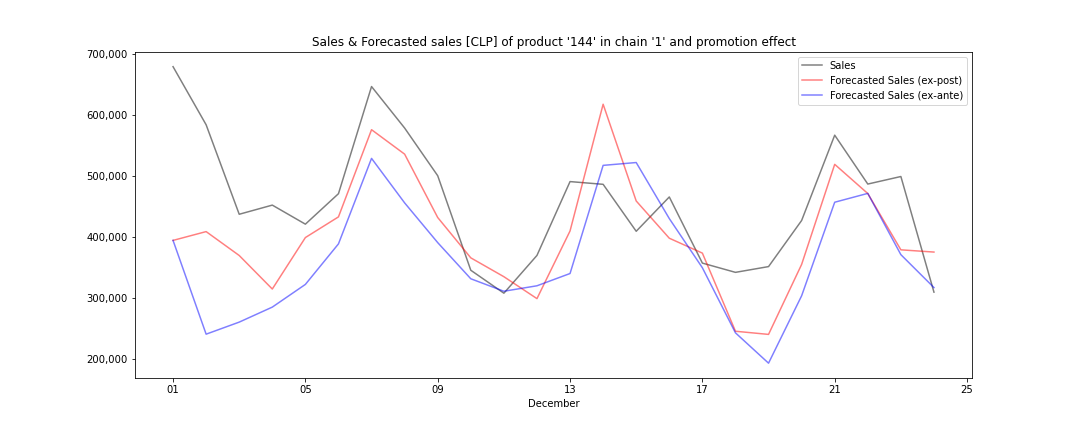 Sales & Forecasted sales [CLP] of product '144' in chain '1' and promotion effect
700,000
600,000
500,000
400,000
300,000
200,000
Sales
Forecasted Sales (ex-post)
Forecasted Sales (ex-ante)
01 05 09 13 17 21 25
December